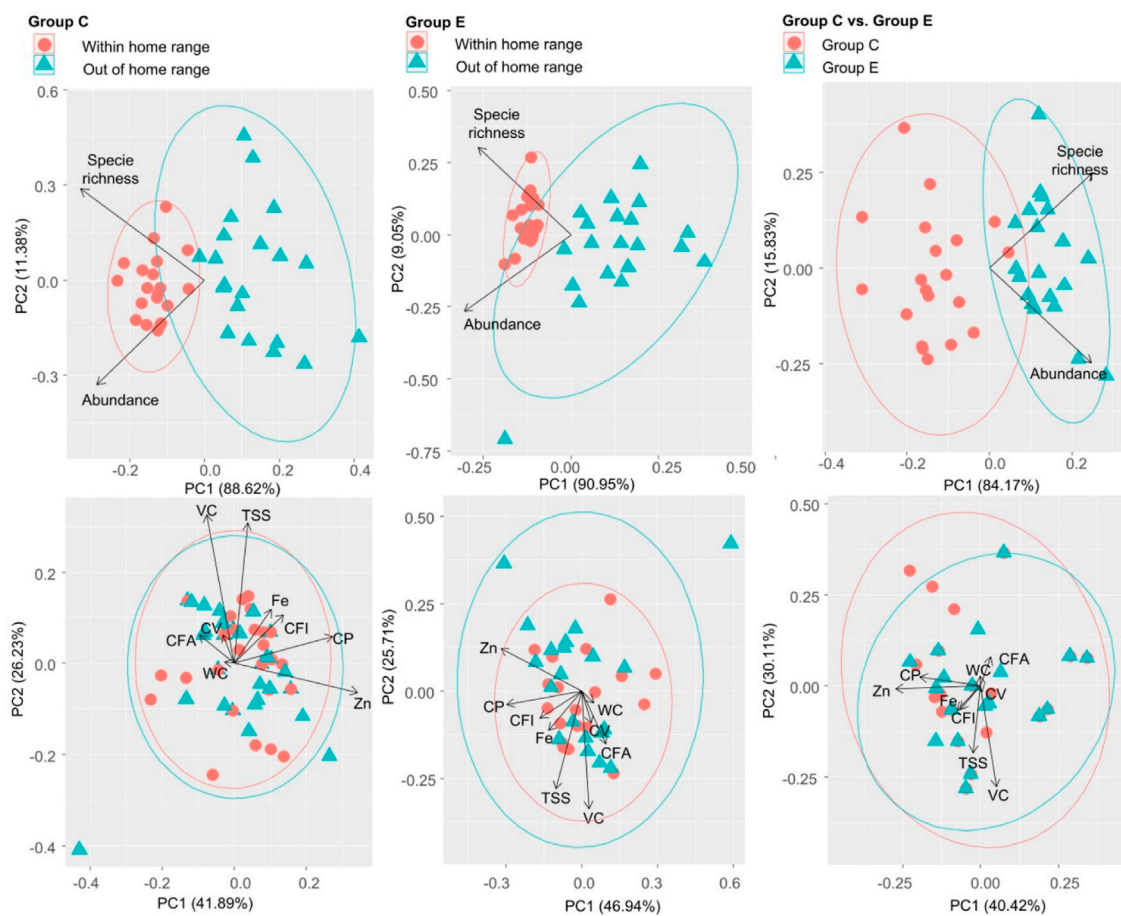 Group C
Within home range
Out of home range
Group E
Within home range
Out of home range
Group C vs. Group E
Group C
Group E
0.6
0.3
0.0
-0.3
PC2 (11.38%)
Specie
richness
Abundance
-0.2
0.0
0.2
0.4
PC1 (88.62%)
0.50
0.25
0.00
-0.25
-0.50
-0.75
PC2 (9.05%)
Specie
richness
Abundance
-0.25
0.00
0.25
0.50
PC1 (90.95%)
0.50
0.25
0.00
-0.25
PC2 (15.83%)
Specie
richness
Abundance
-0.2
0.0
0.2
PC1 (84.17%)
0.2
0.0
-0.2
-0.4
PC2 (26.23%)
VC
TSS
Fe
CFI
CV
CFA
CP
WC
Zn
-0.4
-0.2
0.0
0.2
PC1 (41.89%)
0.50
0.25
0.00
-0.25
PC2 (25.71%)
Zn
CP
WC
CFI
Fe
CV
CFA
TSS
VC
-0.3
0.0
0.3
0.6
PC1 (46.94%)
0.50
0.25
0.00
-0.25
PC2 (30.11%)
WC
CFA
CP
Zn
CV
Fe
CFI
TSS
VC
-0.25
0.00
0.25
PC1 (40.42%)